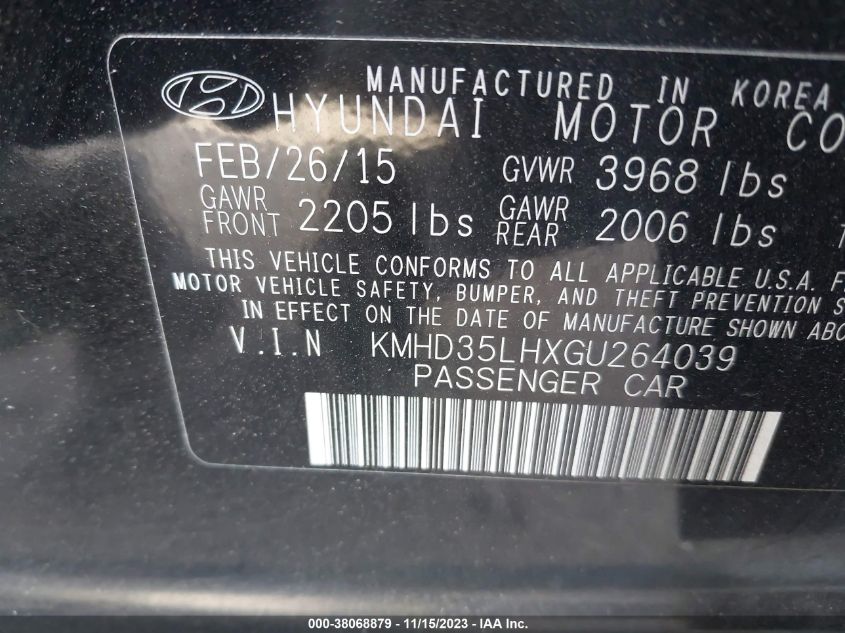 MANUFACTURED IN KOREA
HYUNDAI MOTOR CO
FEB/26/15 GVWR 3968 lbs
GAWR FRONT 2205 lbs GAWR REAR 2006 lbs
THIS VEHICLE CONFORMS TO ALL APPLICABLE U.S.A. F
MOTOR VEHICLE SAFETY, BUMPER, AND THEFT PREVENTION S
IN EFFECT ON THE DATE OF MANUFACTURE SHOWN ABO
V.I.N KMHD35LHXGU264039
PASSENGER CAR
000-38068879 - 11/15/2023 - IAA Inc.